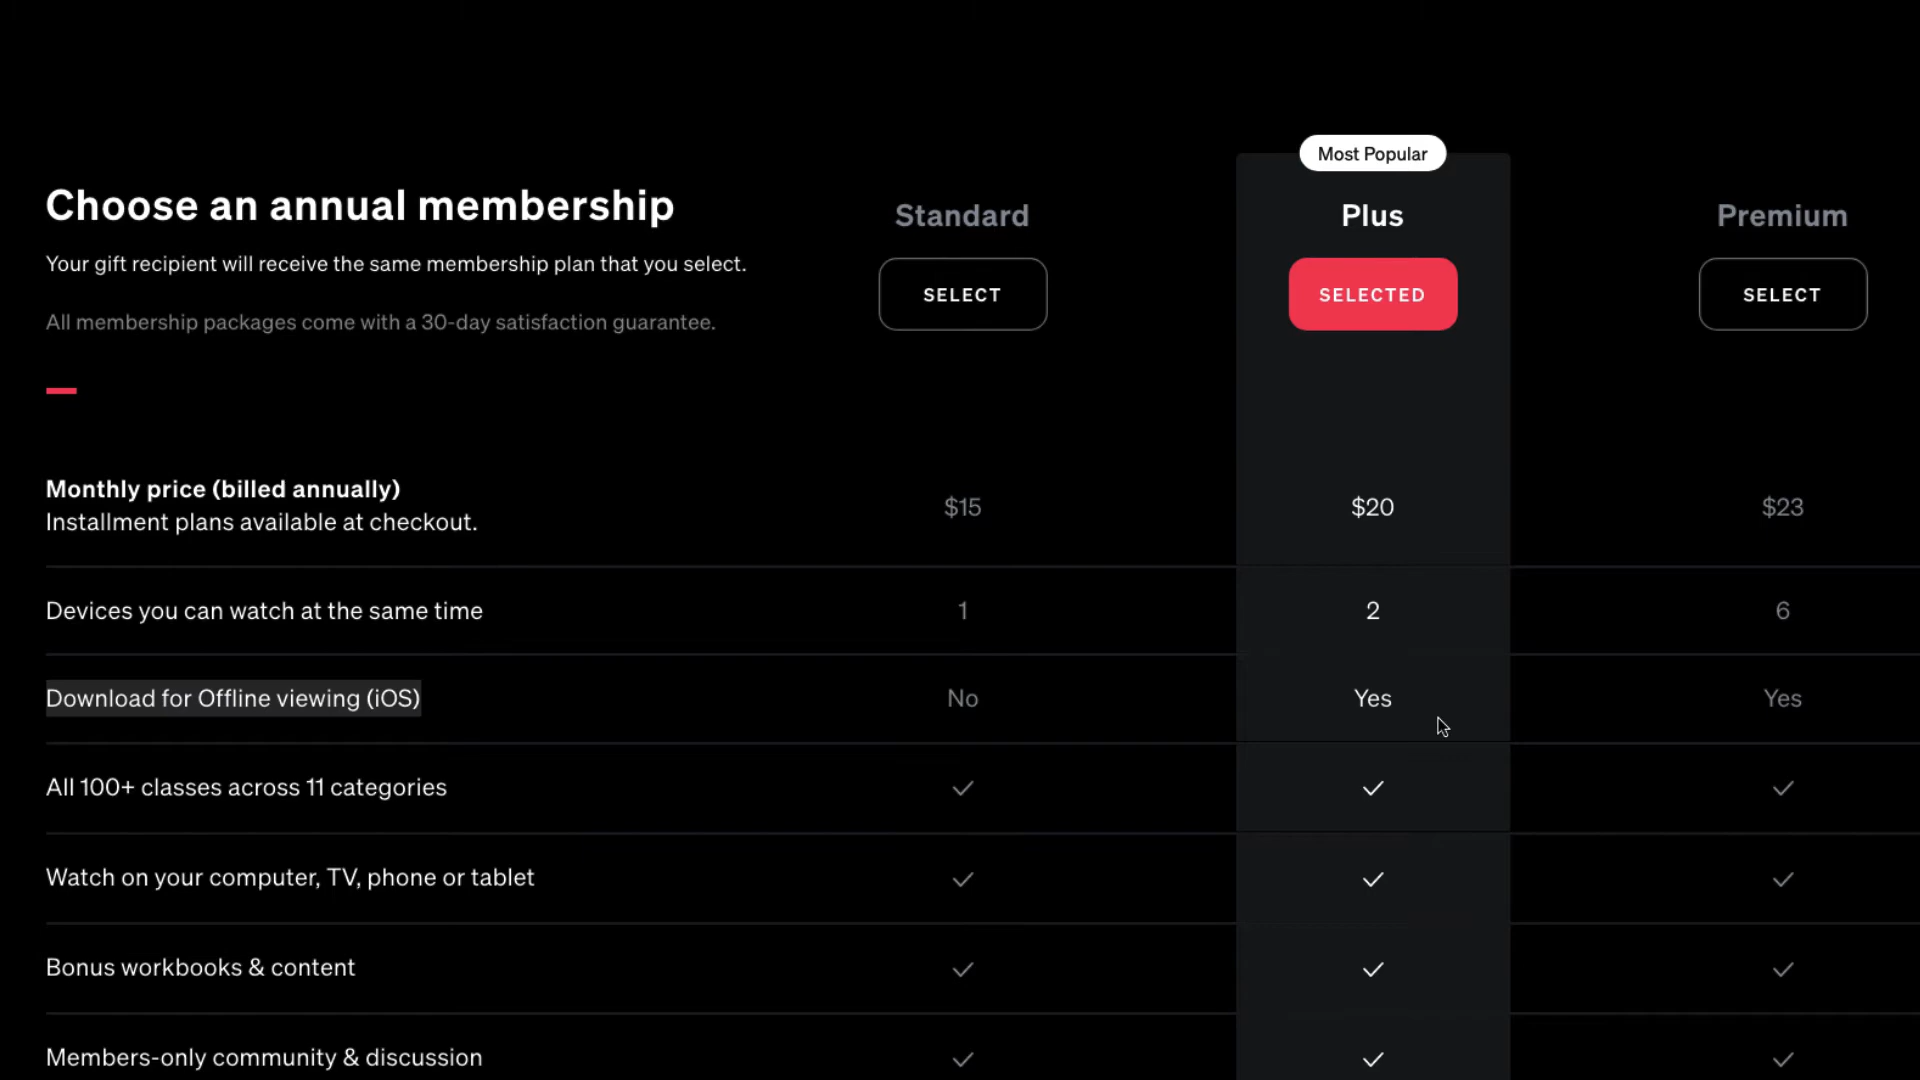 Most Popular
Choose an annual membership
Standard
Plus
Premium
Your gift recipient will receive the same membership plan that you select.
SELECT
SELECTED
SELECT
All membership packages come with a 30-day satisfaction guarantee.
Monthly price (billed annually)
Installment plans available at checkout.
$15
$20
$23
Devices you can watch at the same time
1
2
6
Download for Offline viewing (iOS)
No
Yes
Yes
All 100+ classes across 11 categories
Watch on your computer, TV, phone or tablet
Bonus workbooks & content
Members-only community & discussion